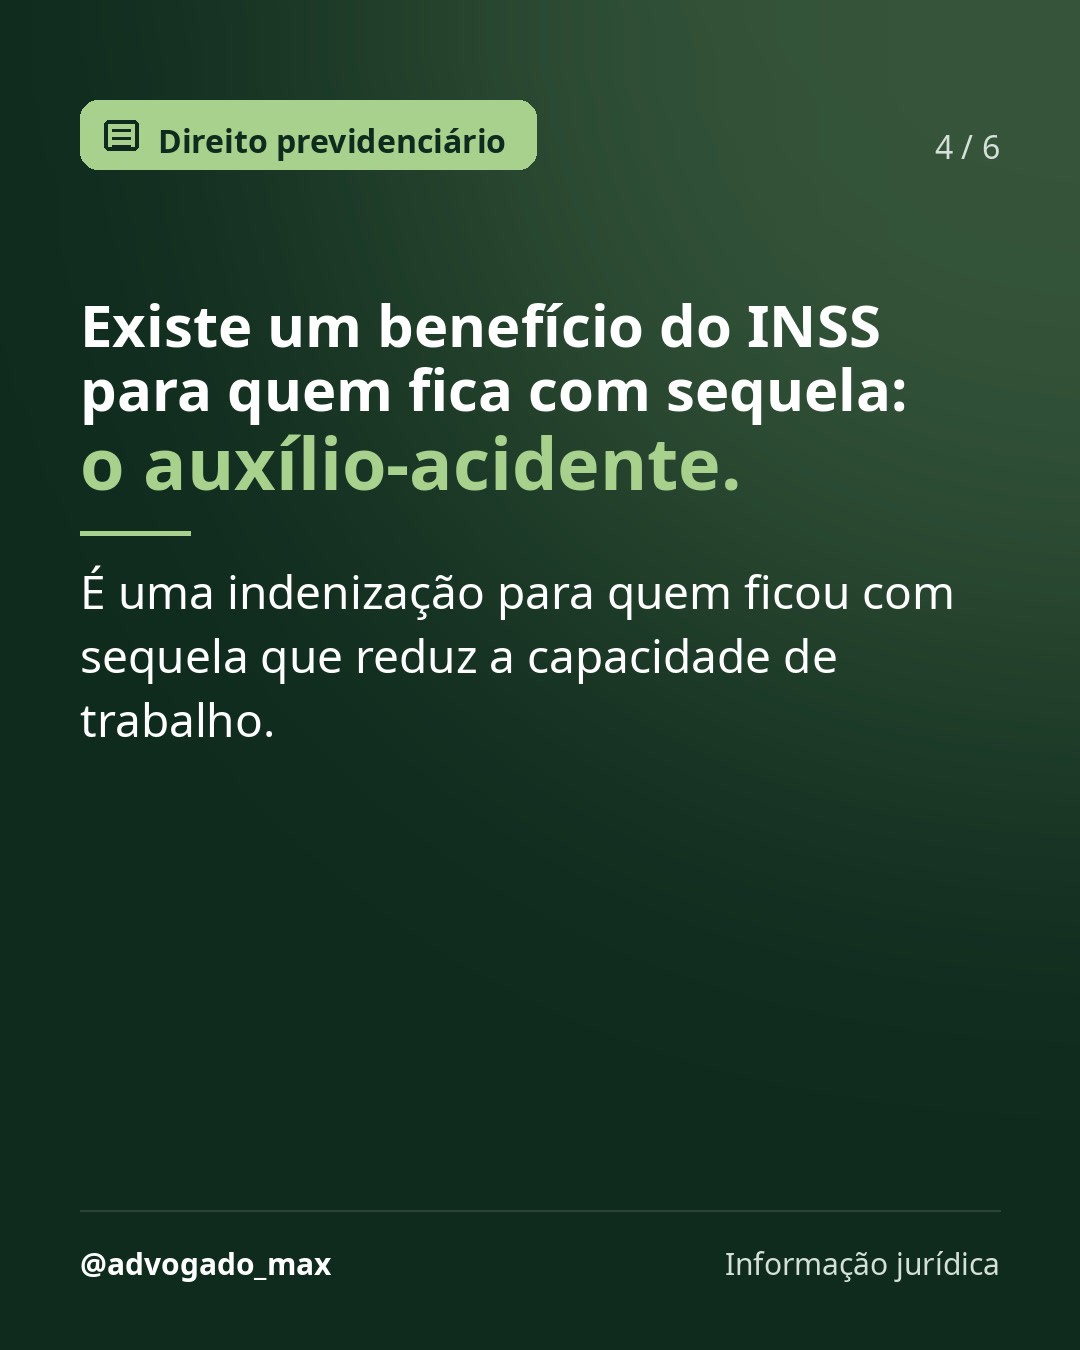 Direito previdenciário
4 / 6
Existe um benefício do INSS
para quem fica com sequela:
o auxílio-acidente.
É uma indenização para quem ficou com
sequela que reduz a capacidade de
trabalho.
@advogado_max
Informação jurídica